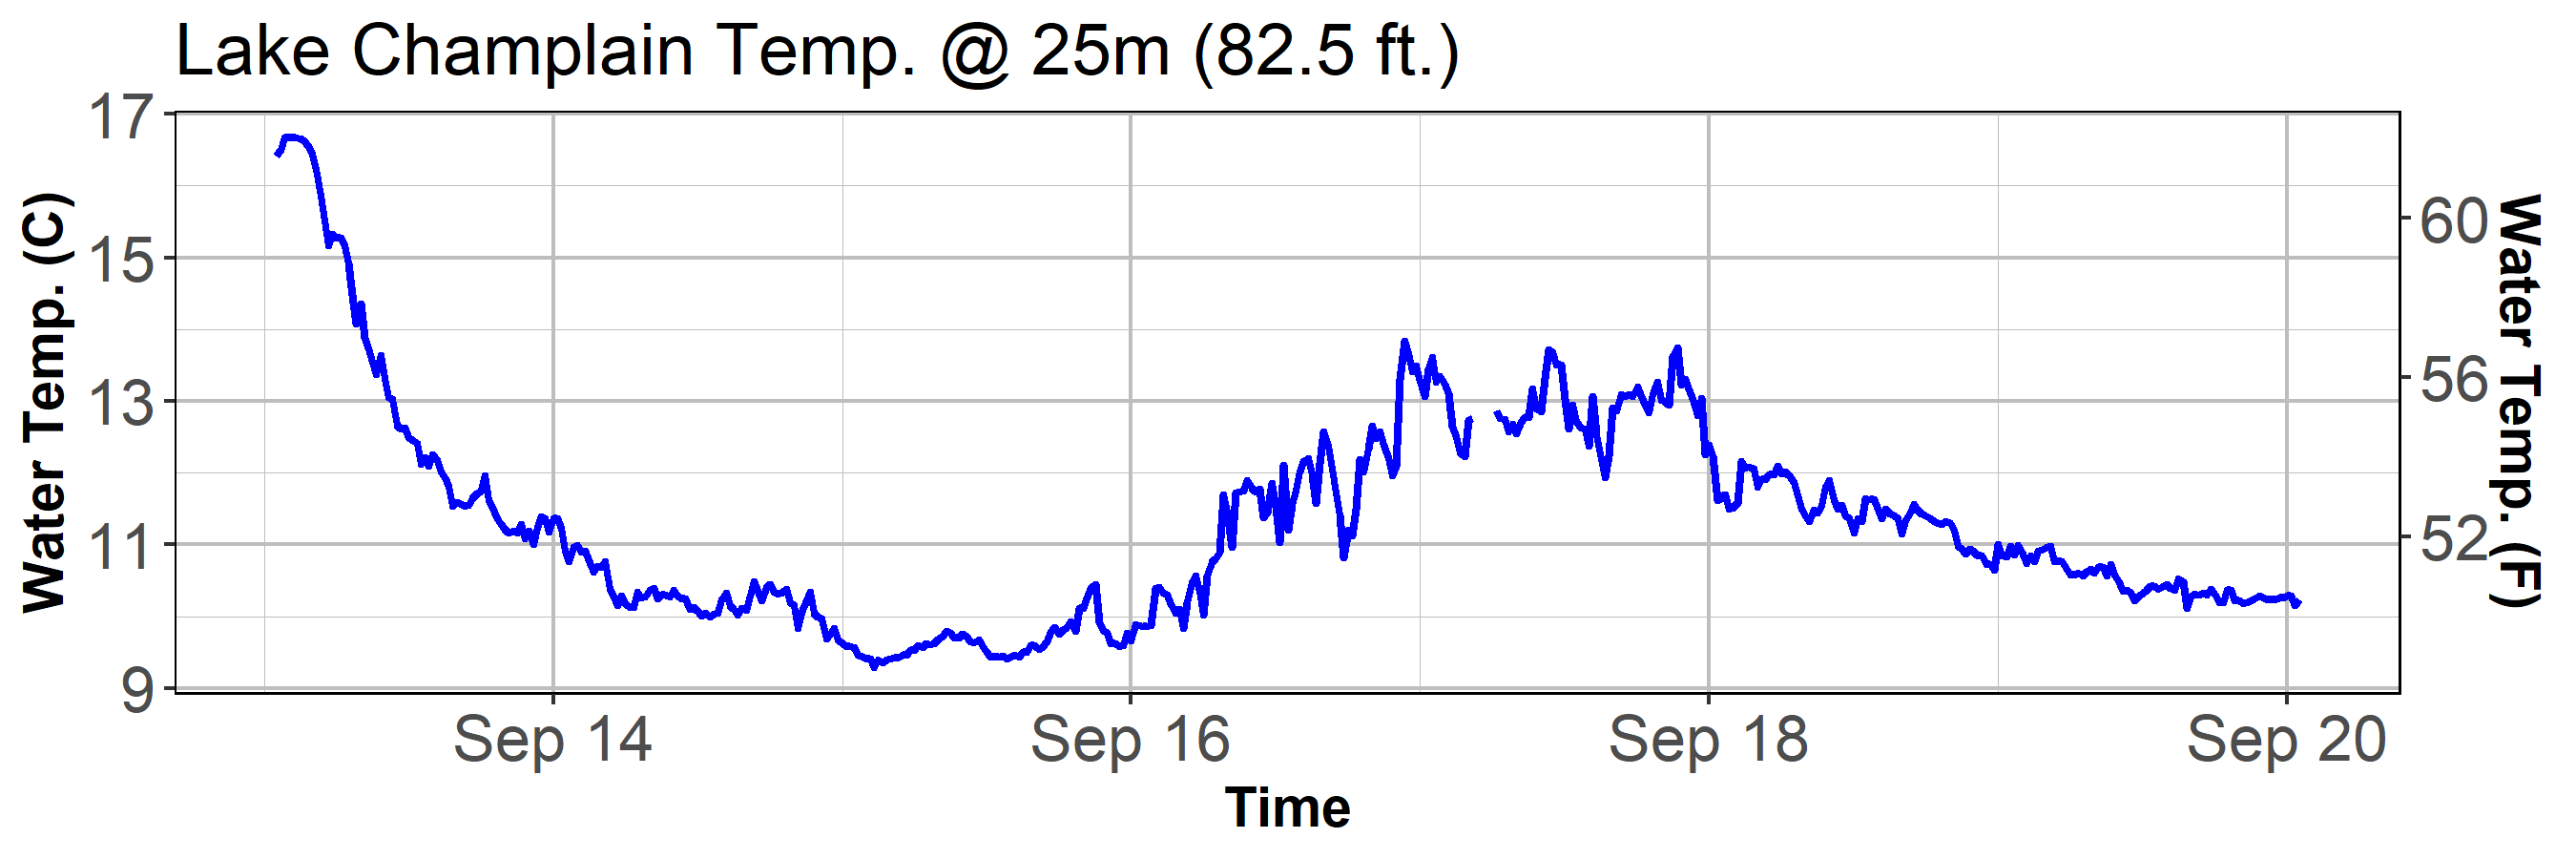 Lake Champlain Temp. @ 25m (82.5 ft.)
Water Temp. (C)
17
15
13
11
9
60
56
52
Water Temp. (F)
Sep 14
Sep 16
Sep 18
Sep 20
Time